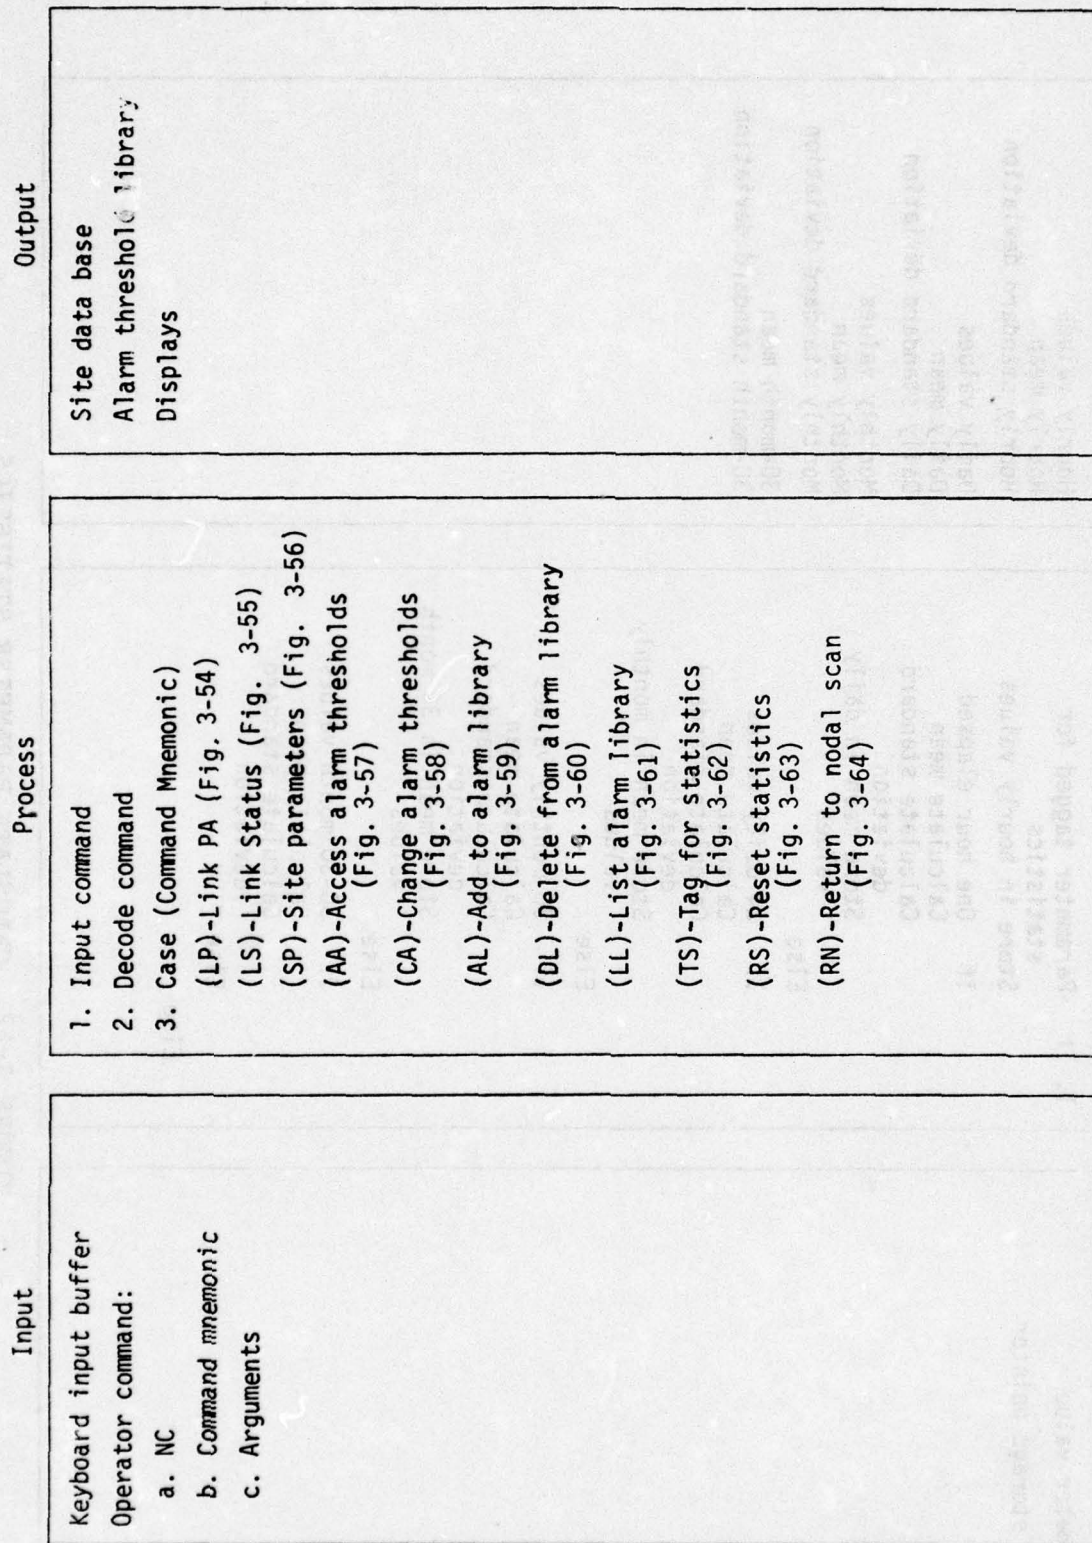 Input
Keyboard input buffer
Operator command:
a. NC
b. Command mnemonic
c. Arguments
Process
1. Input command
2. Decode command
3. Case (Command Mnemonic)
(LP)-Link PA (Fig. 3-54)
(LS)-Link Status (Fig. 3-55)
(SP)-Site parameters (Fig. 3-56)
(AA)-Access alarm thresholds
(Fig. 3-57)
(CA)-Change alarm thresholds
(Fig. 3-58)
(AL)-Add to alarm library
(Fig. 3-59)
(DL)-Delete from alarm library
(Fig. 3-60)
(LL)-List alarm library
(Fig. 3-61)
(TS)-Tag for statistics
(Fig. 3-62)
(RS)-Reset statistics
(Fig. 3-63)
(RN)-Return to nodal scan
(Fig. 3-64)
Output
Site data base
Alarm threshold library
Displays